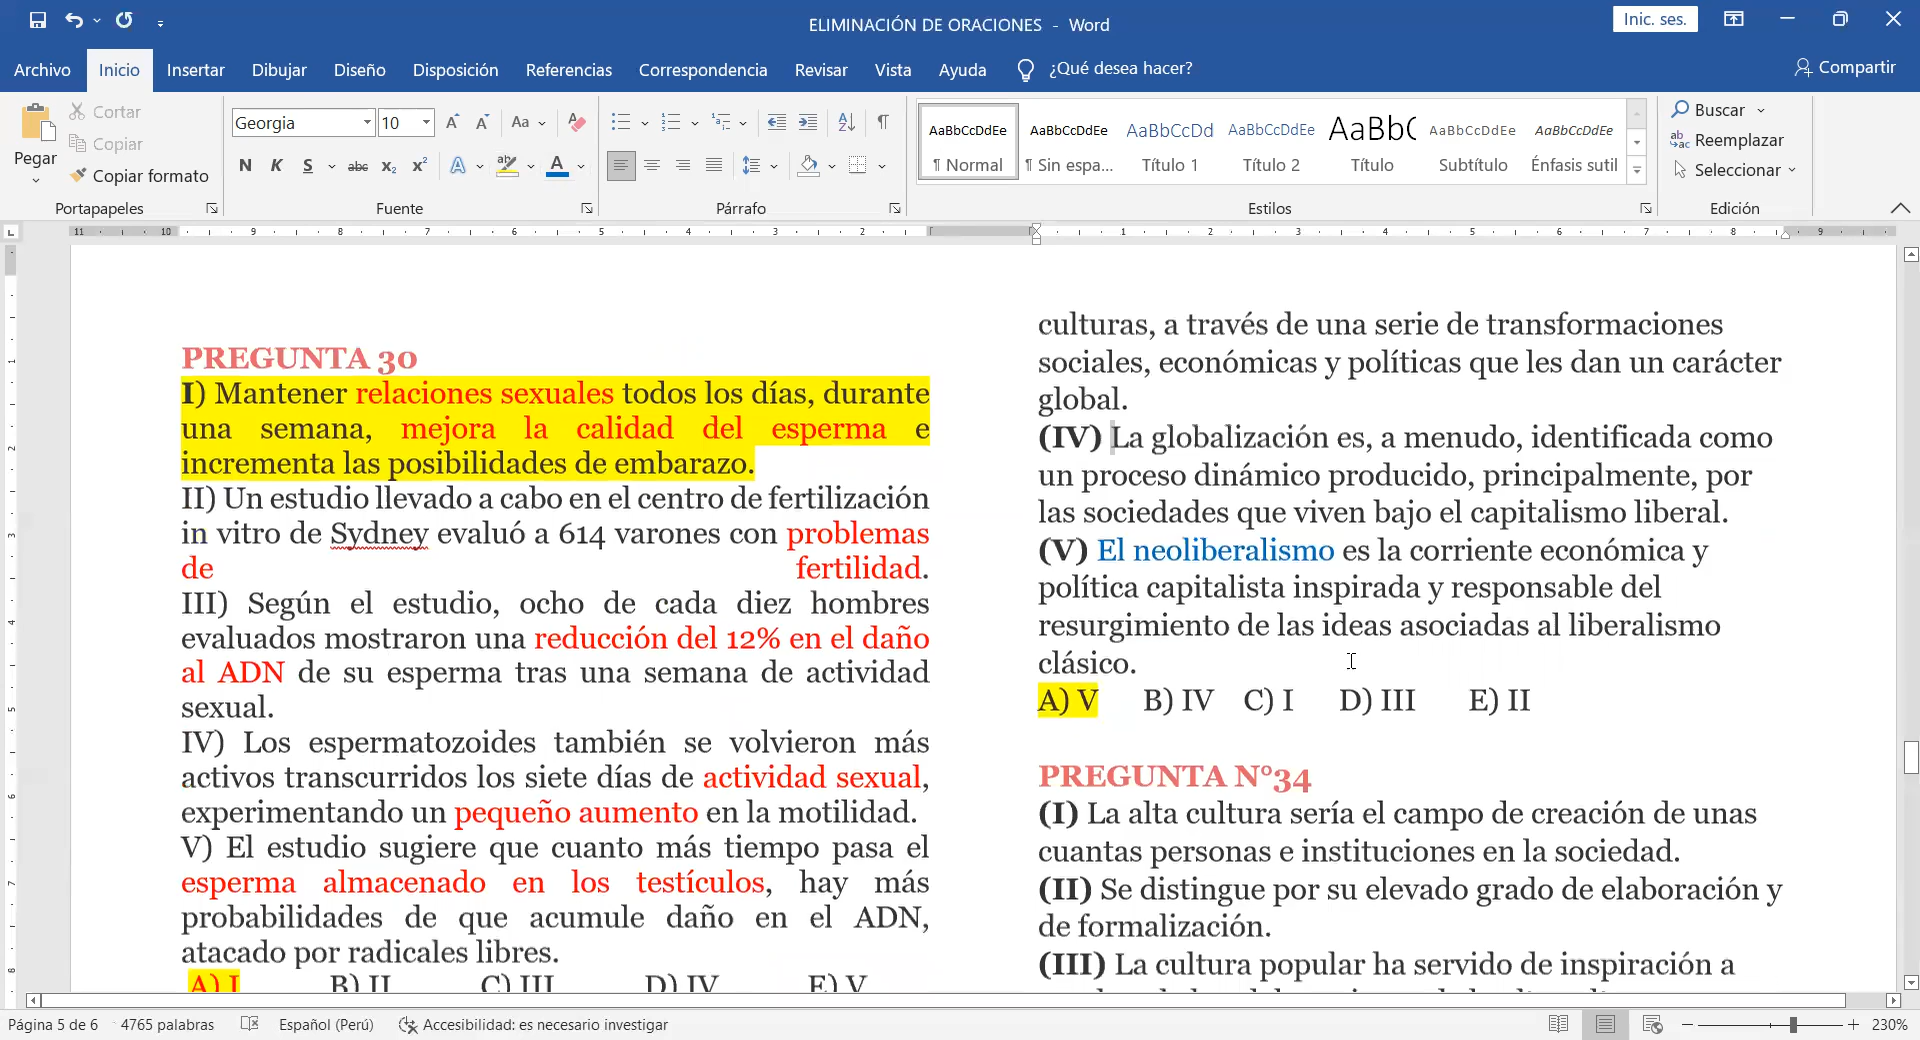 ELIMINACIÓN DE ORACIONES - Word
Inic. ses.
Archivo Inicio Insertar Dibujar Diseño Disposición Referencias Correspondencia Revisar Vista Ayuda ¿Qué desea hacer? Compartir
Pegar
Cortar
Copiar
Copiar formato
Portapapeles
Georgia 10
Fuente
Párrafo
AaBbCcDdEe AaBbCcDdEe AaBbCcDd AaBbCcDdEe AaBb( AaBbCcDdEe AaBbCcDdEe
¶ Normal ¶ Sin espa... Título 1 Título 2 Título Subtítulo Énfasis sutil
Estilos
Buscar
Reemplazar
Seleccionar
Edición
PREGUNTA 30
I) Mantener relaciones sexuales todos los días, durante
una semana, mejora la calidad del esperma e
incrementa las posibilidades de embarazo.
II) Un estudio llevado a cabo en el centro de fertilización
in vitro de Sydney evaluó a 614 varones con problemas
de fertilidad.
III) Según el estudio, ocho de cada diez hombres
evaluados mostraron una reducción del 12% en el daño
al ADN de su esperma tras una semana de actividad
sexual.
IV) Los espermatozoides también se volvieron más
activos transcurridos los siete días de actividad sexual,
experimentando un pequeño aumento en la motilidad.
V) El estudio sugiere que cuanto más tiempo pasa el
esperma almacenado en los testículos, hay más
probabilidades de que acumule daño en el ADN,
atacado por radicales libres.
A) I B) II C) III D) IV E) V
culturas, a través de una serie de transformaciones
sociales, económicas y políticas que les dan un carácter
global.
(IV) La globalización es, a menudo, identificada como
un proceso dinámico producido, principalmente, por
las sociedades que viven bajo el capitalismo liberal.
(V) El neoliberalismo es la corriente económica y
política capitalista inspirada y responsable del
resurgimiento de las ideas asociadas al liberalismo
clásico.
A) V B) IV C) I D) III E) II
PREGUNTA N°34
(I) La alta cultura sería el campo de creación de unas
cuantas personas e instituciones en la sociedad.
(II) Se distingue por su elevado grado de elaboración y
de formalización.
(III) La cultura popular ha servido de inspiración a
Página 5 de 6 4765 palabras Español (Perú) Accesibilidad: es necesario investigar 230%